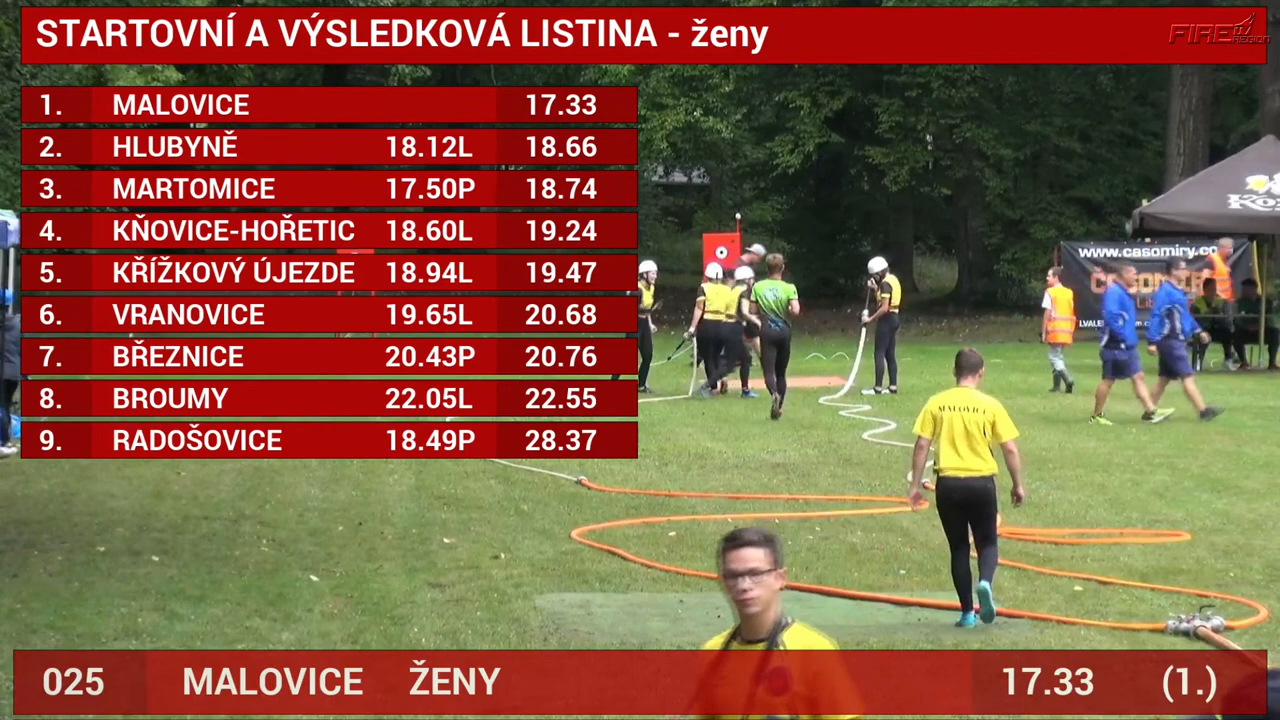 STARTOVNÍ A VÝSLEDKOVÁ LISTINA - ženy
FIRE TV REGION
1. MALOVICE 17.33
2. HLUBYNĚ 18.12L 18.66
3. MARTOMICE 17.50P 18.74
4. KŇOVICE-HOŘETIC 18.60L 19.24
5. KŘÍŽKOVÝ ÚJEZDE 18.94L 19.47
6. VRANOVICE 19.65L 20.68
7. BŘEZNICE 20.43P 20.76
8. BROUMY 22.05L 22.55
9. RADOŠOVICE 18.49P 28.37
www.casomiry.co
MALOVICE
025 MALOVICE ŽENY 17.33 (1.)